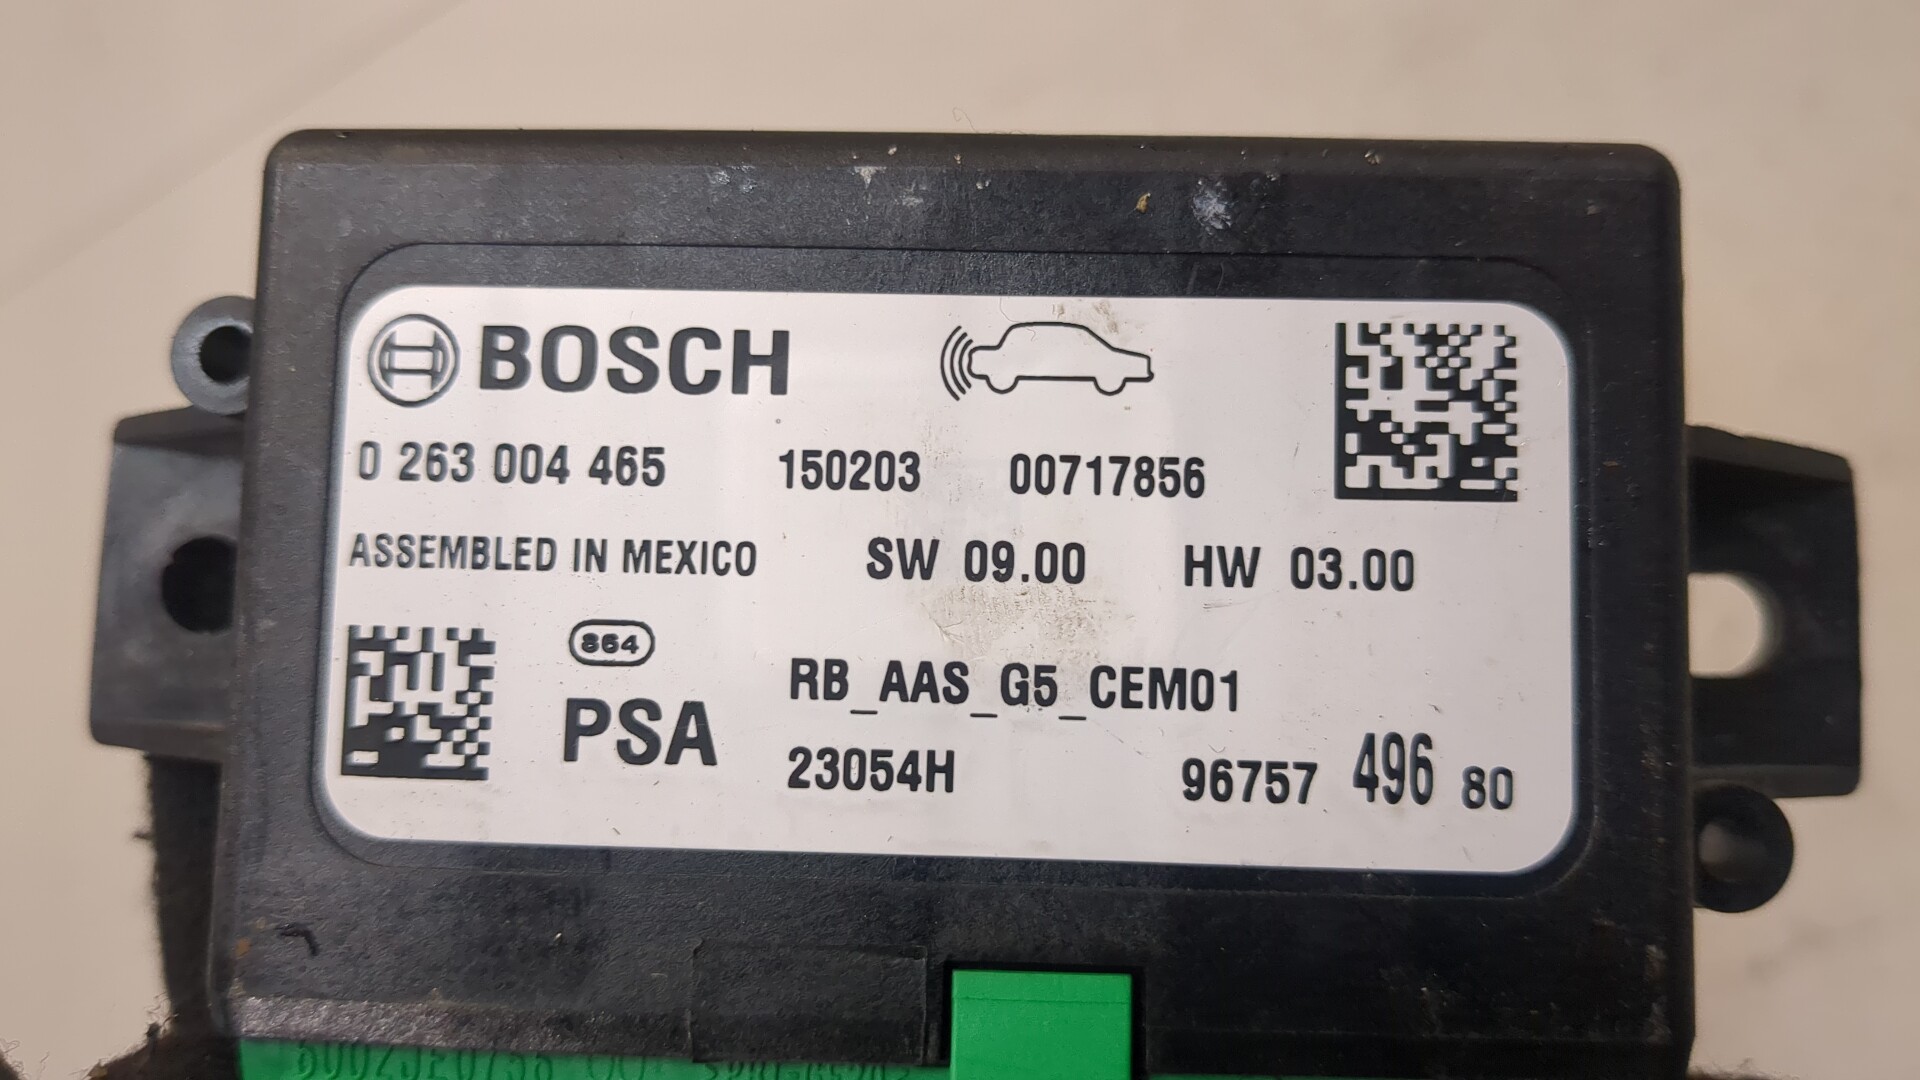 BOSCH
0 263 004 465 150203 00717856
ASSEMBLED IN MEXICO SW 09.00 HW 03.00
864
PSA
RB_AAS_G5_CEM01
23054H 96757 496 80